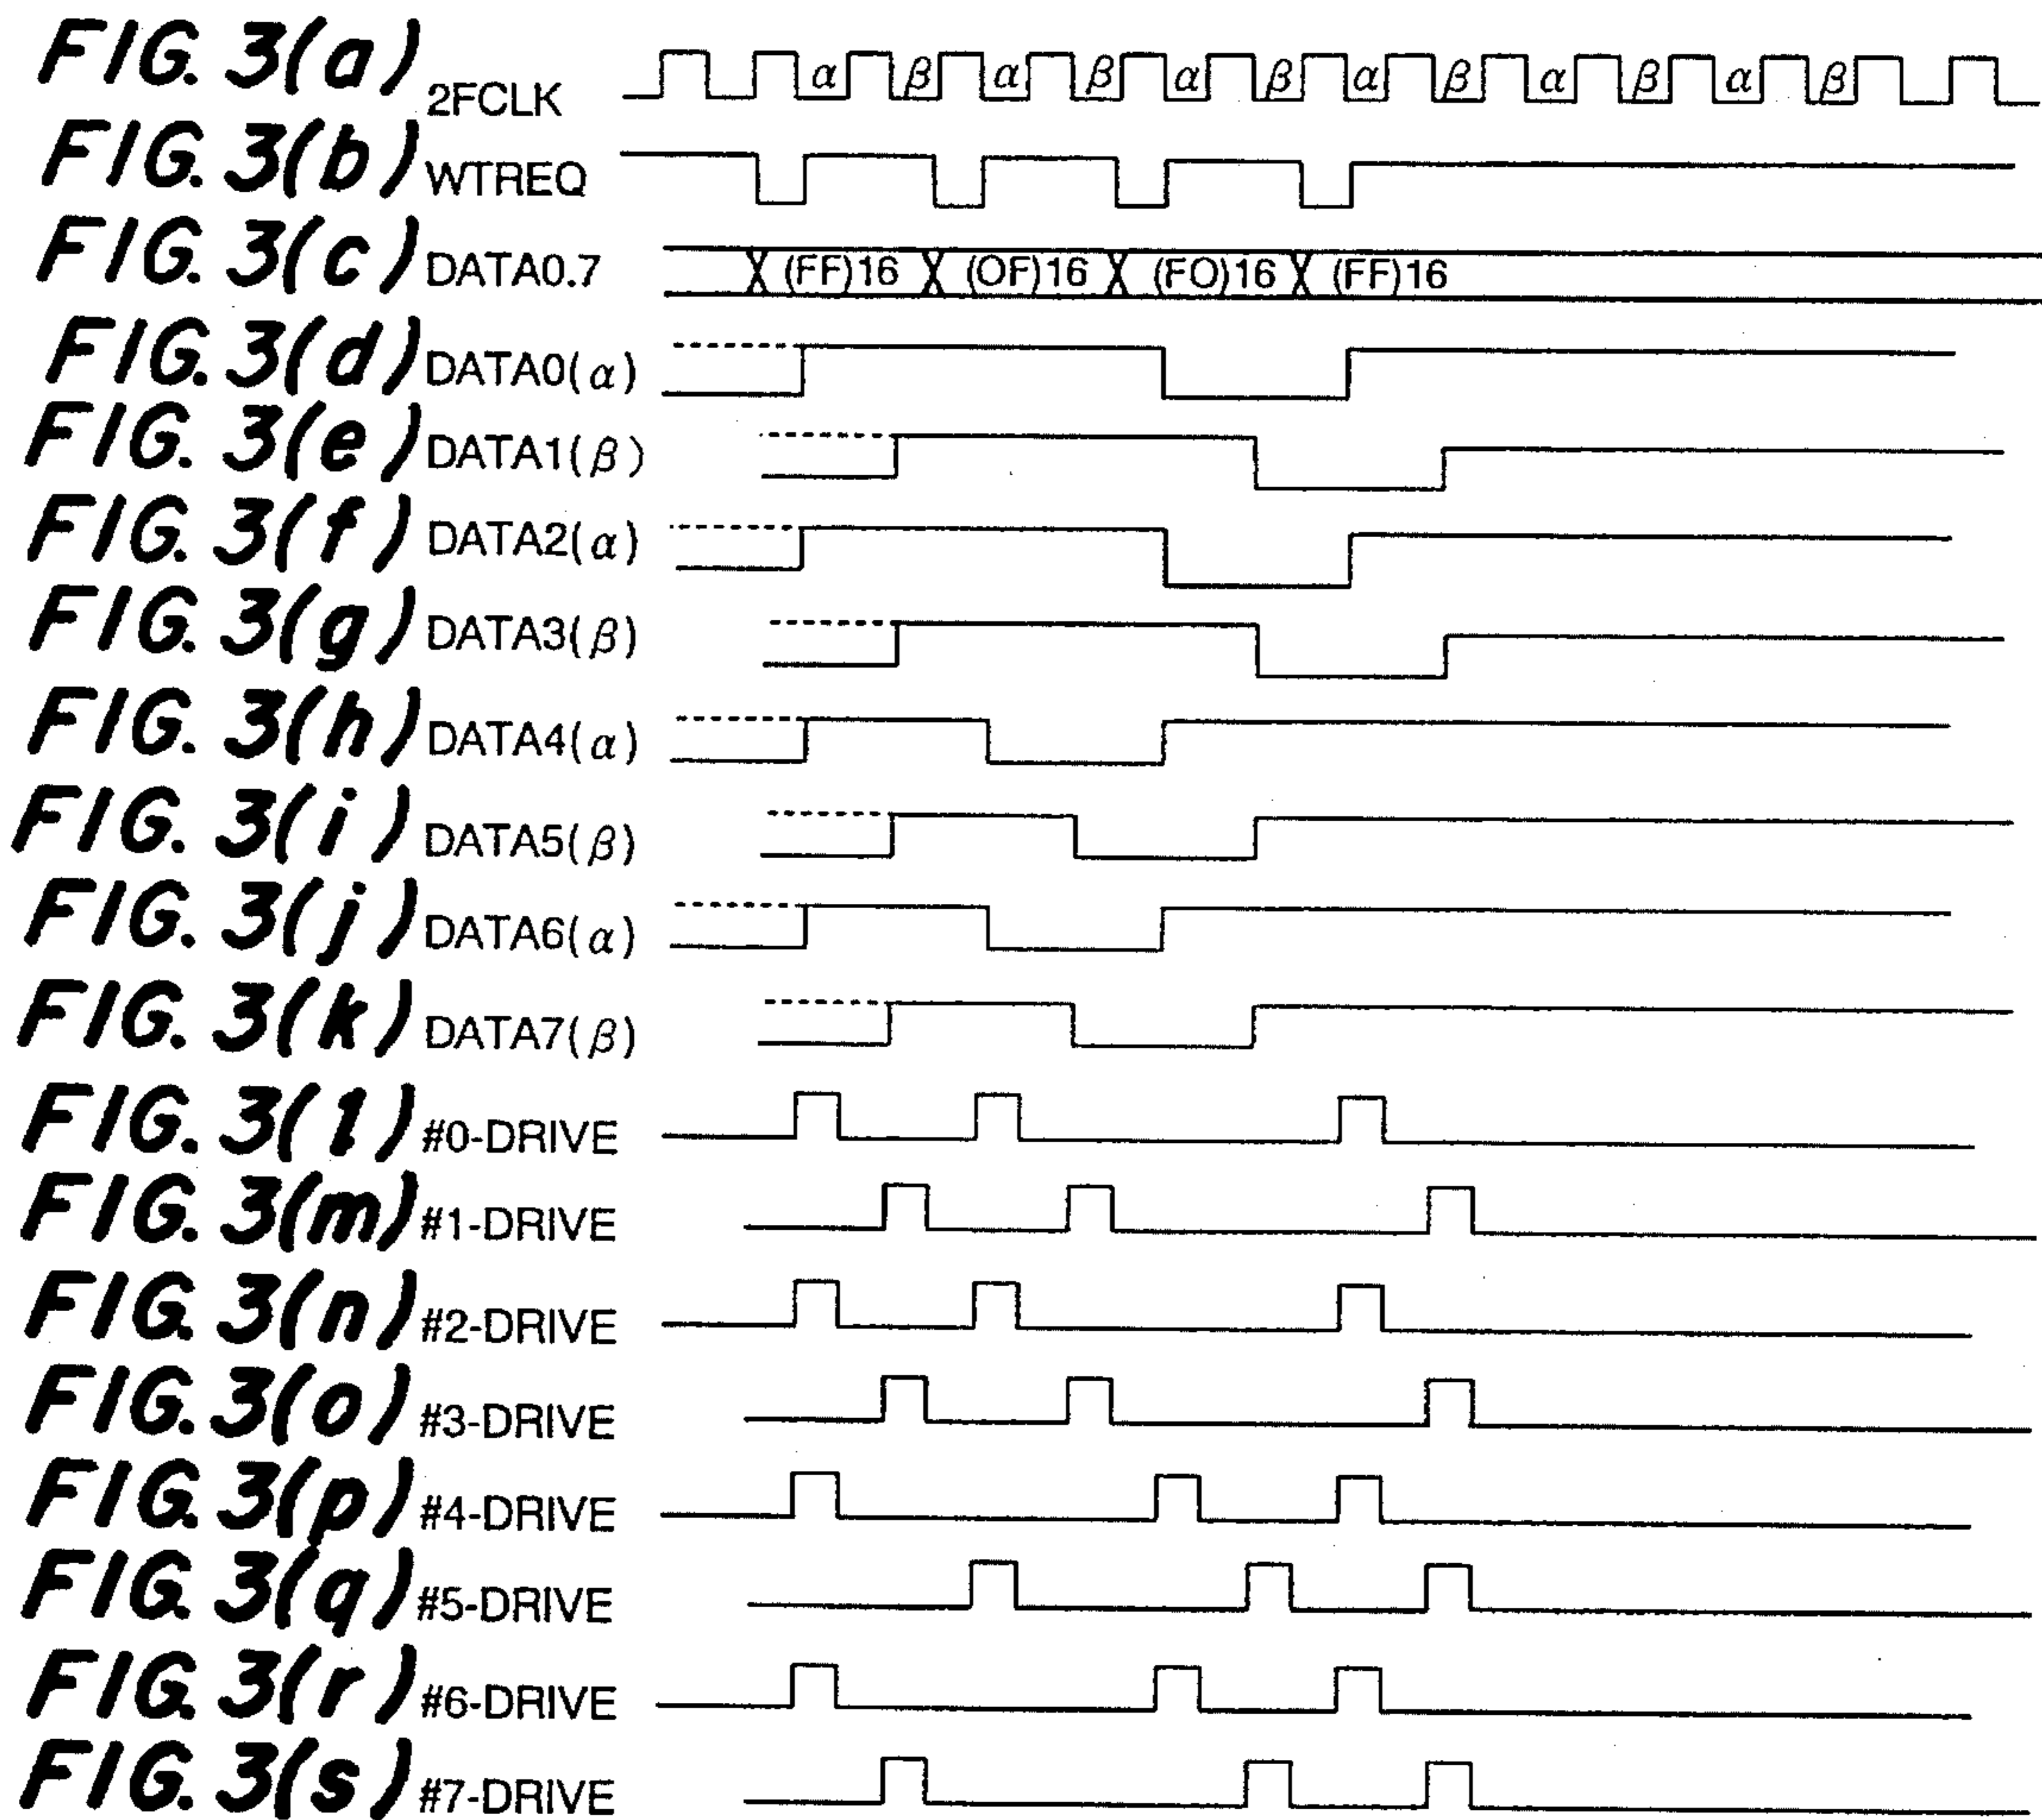 FIG. 3(a) 2FCLK α β α β α β α β α β α β
FIG. 3(b) WTREQ
FIG. 3(c) DATA0.7 (FF)16 (OF)16 (FO)16 (FF)16
FIG. 3(d) DATA0(α)
FIG. 3(e) DATA1(β)
FIG. 3(f) DATA2(α)
FIG. 3(g) DATA3(β)
FIG. 3(h) DATA4(α)
FIG. 3(i) DATA5(β)
FIG. 3(j) DATA6(α)
FIG. 3(k) DATA7(β)
FIG. 3(l) #0-DRIVE
FIG. 3(m) #1-DRIVE
FIG. 3(n) #2-DRIVE
FIG. 3(o) #3-DRIVE
FIG. 3(p) #4-DRIVE
FIG. 3(q) #5-DRIVE
FIG. 3(r) #6-DRIVE
FIG. 3(s) #7-DRIVE